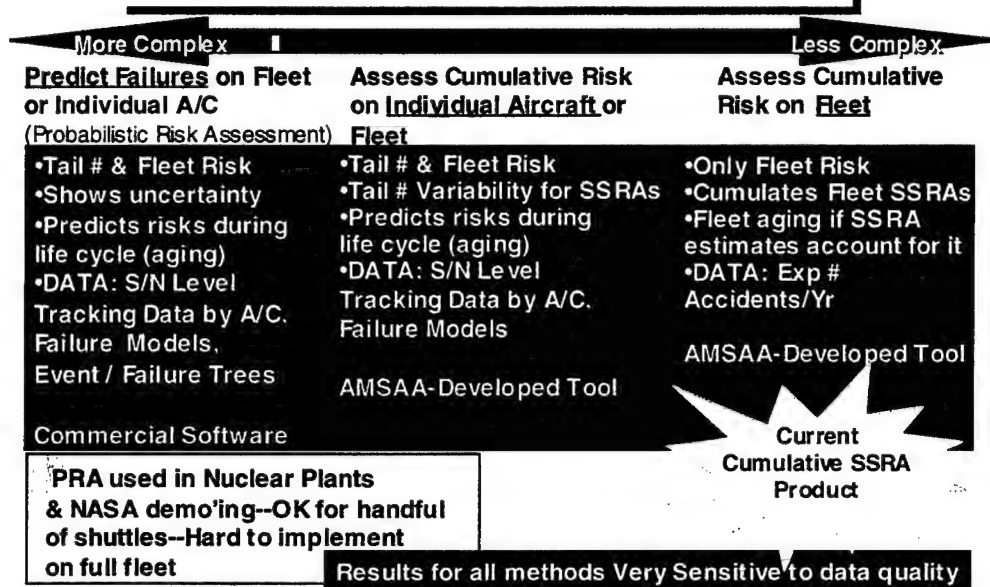 More Complex
Less Complex
Predict Failures on Fleet
or Individual A/C
(Probabilistic Risk Assessment)
Assess Cumulative Risk
on Individual Aircraft or
Fleet
Assess Cumulative
Risk on Fleet
•Tail # & Fleet Risk
•Shows uncertainty
•Predicts risks during
life cycle (aging)
•DATA: S/N Level
Tracking Data by A/C,
Failure Models,
Event / Failure Trees
Commercial Software
•Tail # & Fleet Risk
•Tail # Variability for SSRAs
•Predicts risks during
life cycle (aging)
•DATA: S/N Level
Tracking Data by A/C,
Failure Models
AMSAA-Developed Tool
•Only Fleet Risk
•Cumulates Fleet SSRAs
•Fleet aging if SSRA
estimates account for it
•DATA: Exp #
Accidents/Yr
AMSAA-Developed Tool
Current
Cumulative SSRA
Product
PRA used in Nuclear Plants
& NASA demo'ing--OK for handful
of shuttles--Hard to implement
on full fleet
Results for all methods Very Sensitive to data quality